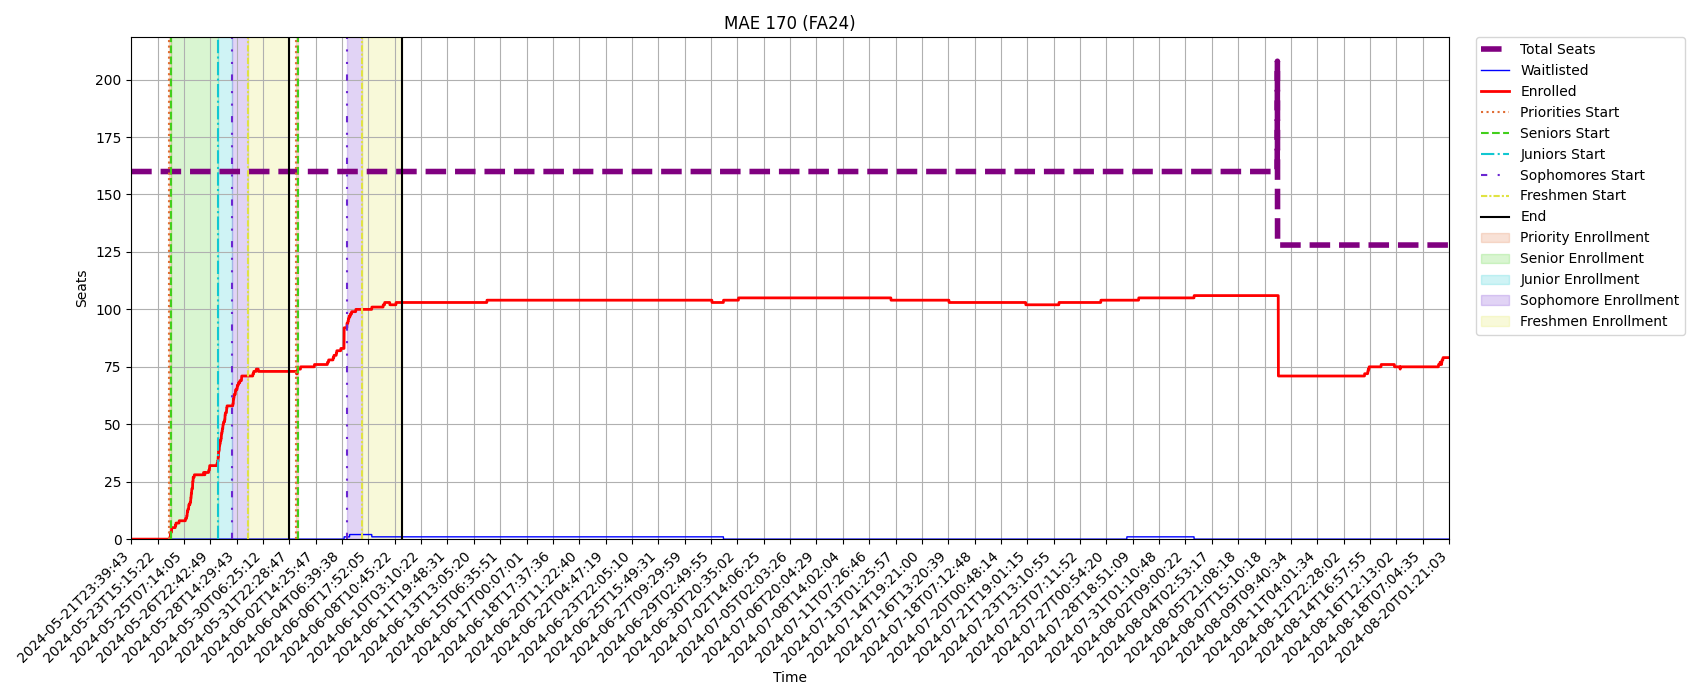 MAE 170 (FA24)
Seats
200
175
150
125
100
75
50
25
0
2024-05-21T23:39:43
2024-05-23T15:15:22
2024-05-25T07:14:05
2024-05-26T22:42:49
2024-05-28T14:29:43
2024-05-30T06:25:12
2024-05-31T22:28:47
2024-06-02T14:25:47
2024-06-04T06:39:38
2024-06-06T17:52:05
2024-06-08T10:45:22
2024-06-10T03:10:22
2024-06-11T19:48:31
2024-06-13T13:05:20
2024-06-15T06:35:51
2024-06-17T00:07:01
2024-06-18T17:37:36
2024-06-20T11:22:40
2024-06-22T04:47:19
2024-06-23T22:05:10
2024-06-25T15:49:31
2024-06-27T09:29:59
2024-06-29T02:49:55
2024-06-30T20:35:02
2024-07-02T14:06:25
2024-07-05T02:03:26
2024-07-06T20:04:29
2024-07-08T14:02:04
2024-07-11T07:26:46
2024-07-13T01:25:57
2024-07-14T19:21:00
2024-07-16T13:20:39
2024-07-18T07:12:48
2024-07-20T00:48:14
2024-07-21T19:01:15
2024-07-23T13:10:55
2024-07-25T07:11:52
2024-07-27T00:54:20
2024-07-28T18:51:09
2024-07-31T01:10:48
2024-08-02T09:00:22
2024-08-04T02:53:17
2024-08-05T21:08:18
2024-08-07T15:10:18
2024-08-09T09:40:34
2024-08-11T04:01:34
2024-08-12T22:28:02
2024-08-14T16:57:55
2024-08-16T12:13:02
2024-08-18T07:04:35
2024-08-20T01:21:03
Time
Total Seats
Waitlisted
Enrolled
Priorities Start
Seniors Start
Juniors Start
Sophomores Start
Freshmen Start
End
Priority Enrollment
Senior Enrollment
Junior Enrollment
Sophomore Enrollment
Freshmen Enrollment